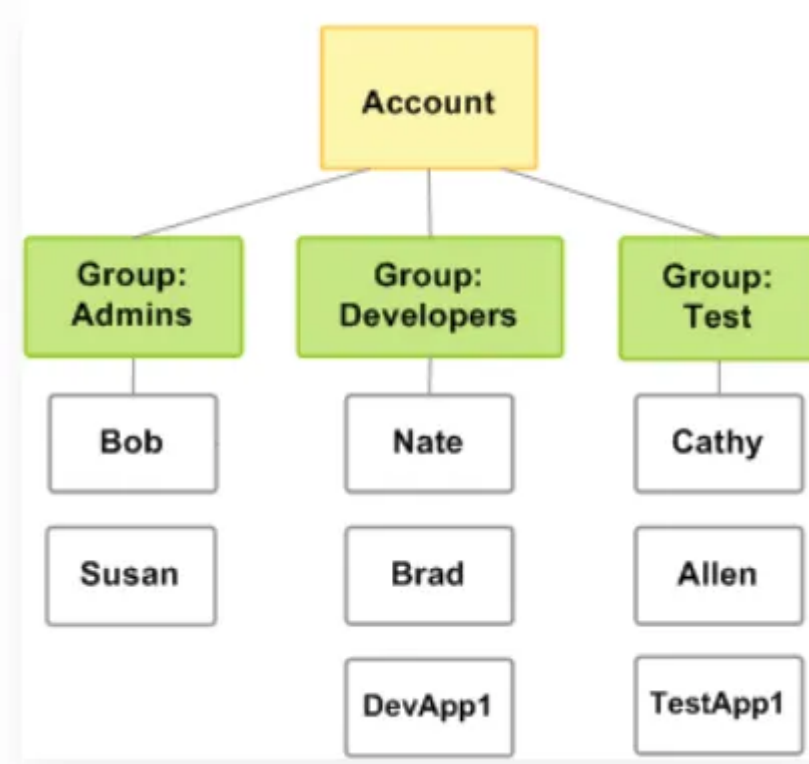 Account
Group:
Admins
Group:
Developers
Group:
Test
Bob
Nate
Cathy
Susan
Brad
Allen
DevApp1
TestApp1